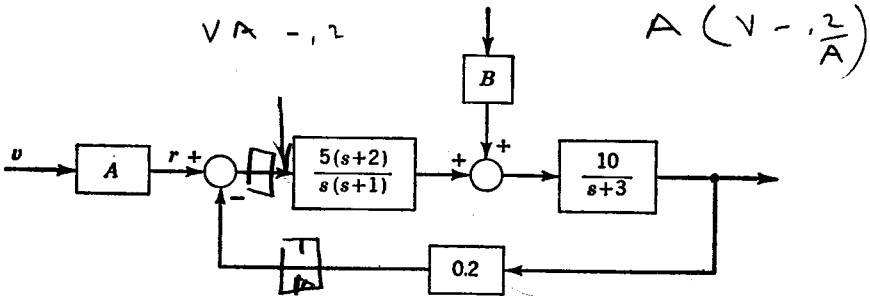 VA - .2
A (V - .2/A)
B
v
A
r +
-
5(s+2)
s(s+1)
+
+
10
s+3
0.2